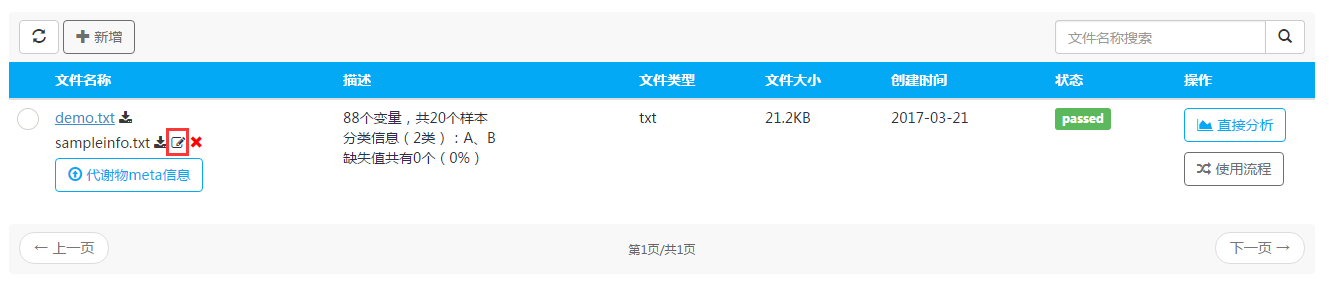 新增
文件名称搜索
文件名称 描述 文件类型 文件大小 创建时间 状态 操作
demo.txt 88个变量，共20个样本 txt 21.2KB 2017-03-21 passed 直接分析
sampleinfo.txt 分类信息（2类）：A、B
缺失值共有0个（0%）
代谢物meta信息 使用流程
← 上一页 第1页/共1页 下一页 →